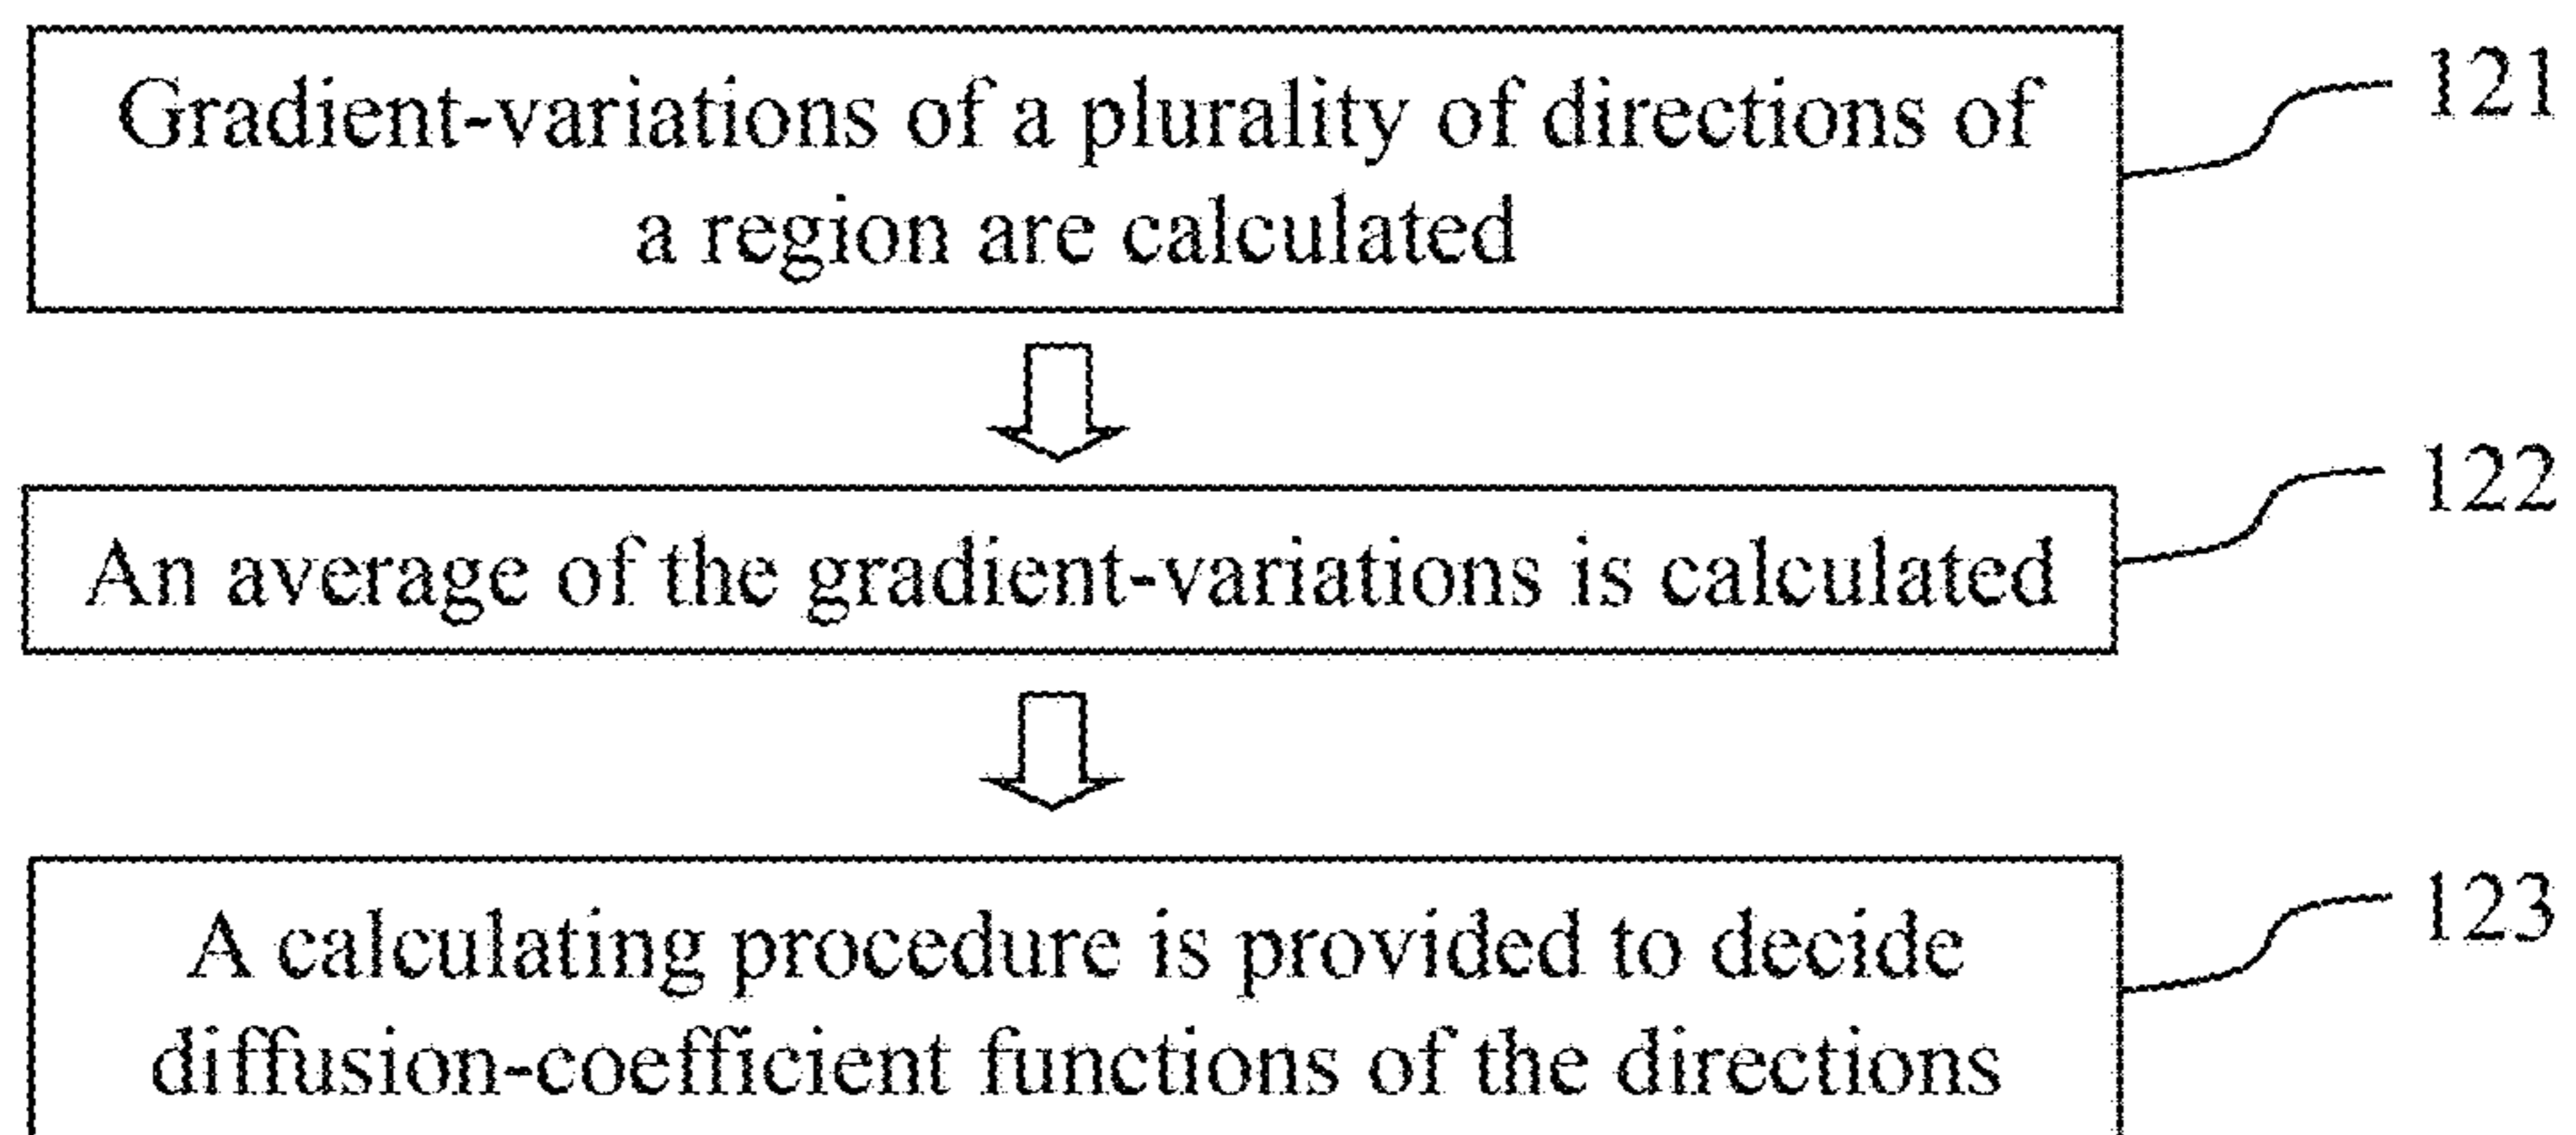 Gradient-variations of a plurality of directions of
a region are calculated
121
An average of the gradient-variations is calculated
122
A calculating procedure is provided to decide
diffusion-coefficient functions of the directions
123